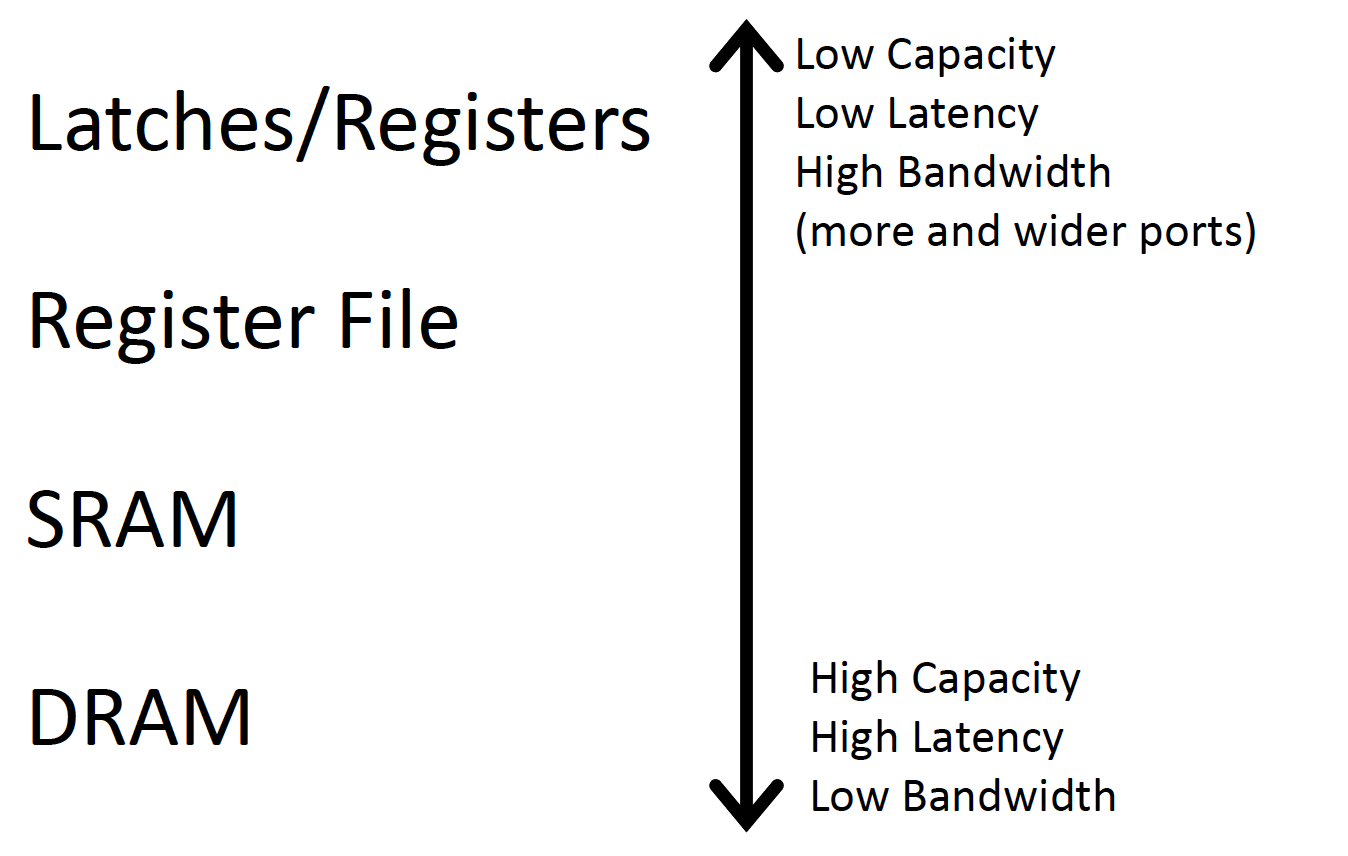 Latches/Registers
Register File
SRAM
DRAM
Low Capacity
Low Latency
High Bandwidth
(more and wider ports)
High Capacity
High Latency
Low Bandwidth